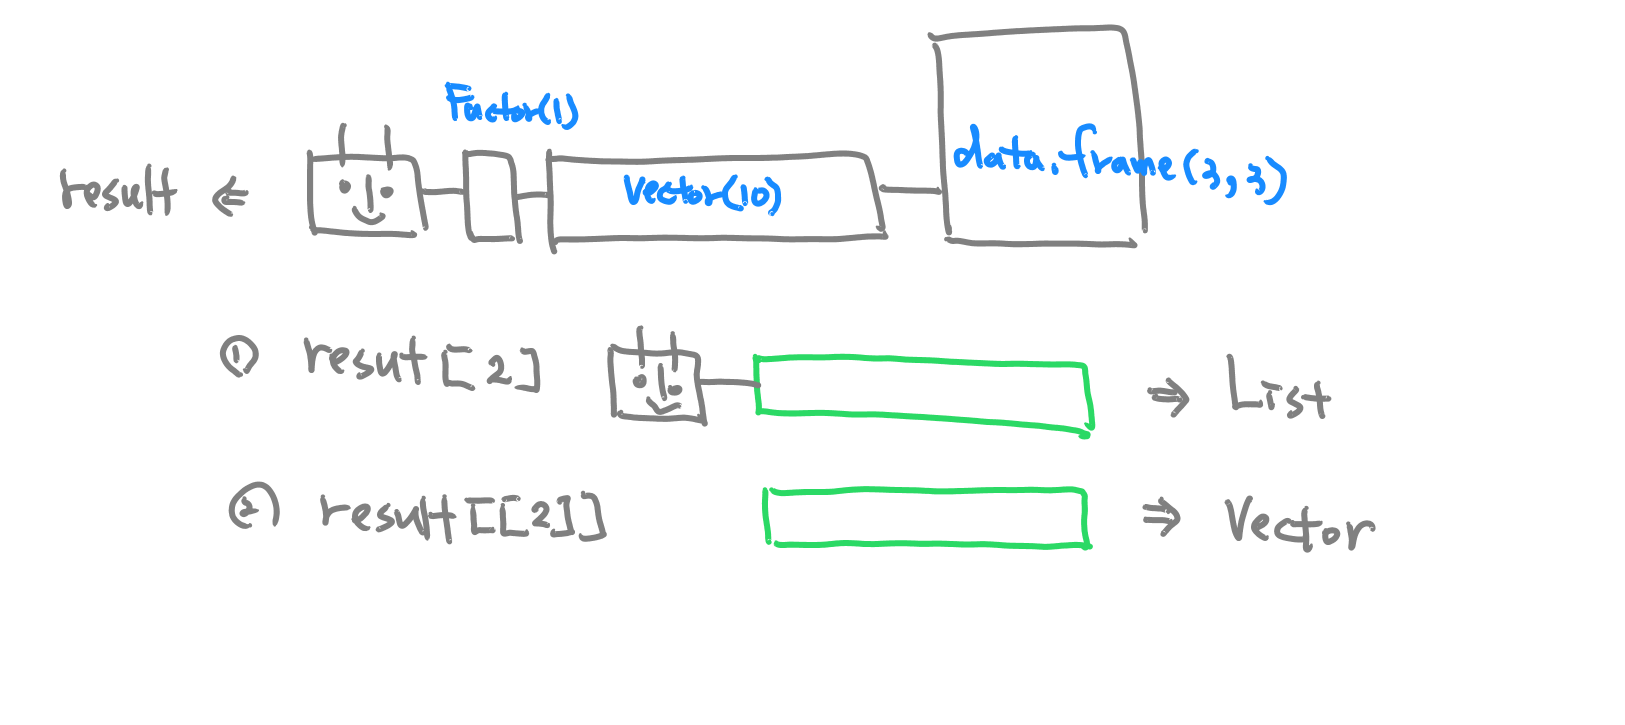 Factor(1)
result ⇐ Vector(10) data.frame(3,3)
① resut[2] ⇒ List
② result[[2]] ⇒ Vector